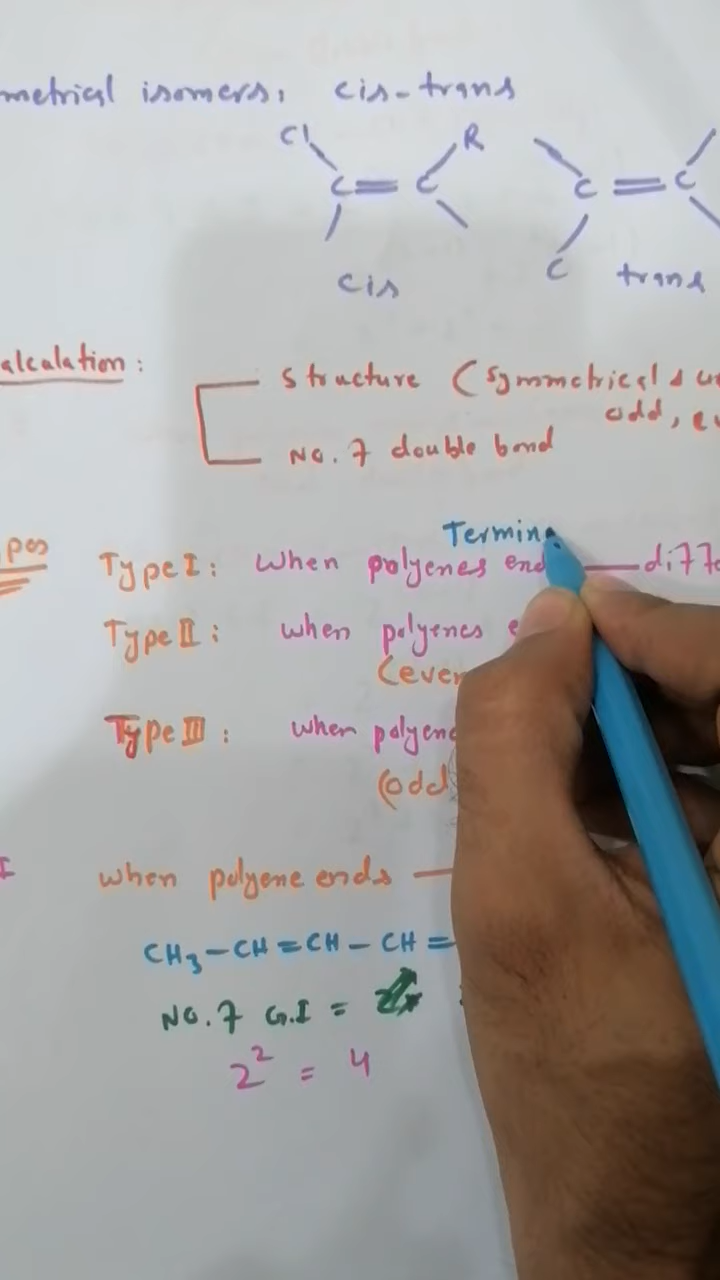 metrical isomers, cis-trans
Cl R
C = C C = C
C
cis trans
alculation:
structure (symmetrical &
odd,
No. of double bond
Termin
Type I: when polyenes end — diff
Type II: when polyenes
(even
Type III: when polyene
(odd
I when polyene ends —
CH3-CH=CH-CH=
No. of G.I =
2² = 4